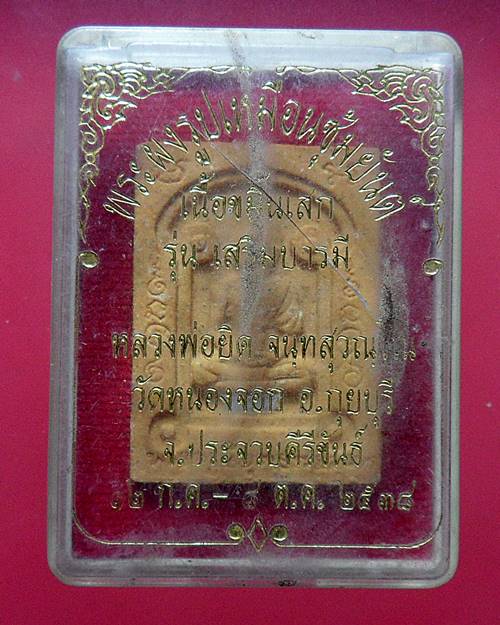 พระผงรูปเหมือนซุ้มยันต์
เนื้อขมิ้นเสก
รุ่น เสริมบารมี
หลวงพ่อยิด จนฺทสุวณฺโณ
วัดหนองจอก อ.กุยบุรี
จ.ประจวบคีรีขันธ์
๑๒ ก.ค.- ๘ ต.ค. ๒๕๓๘